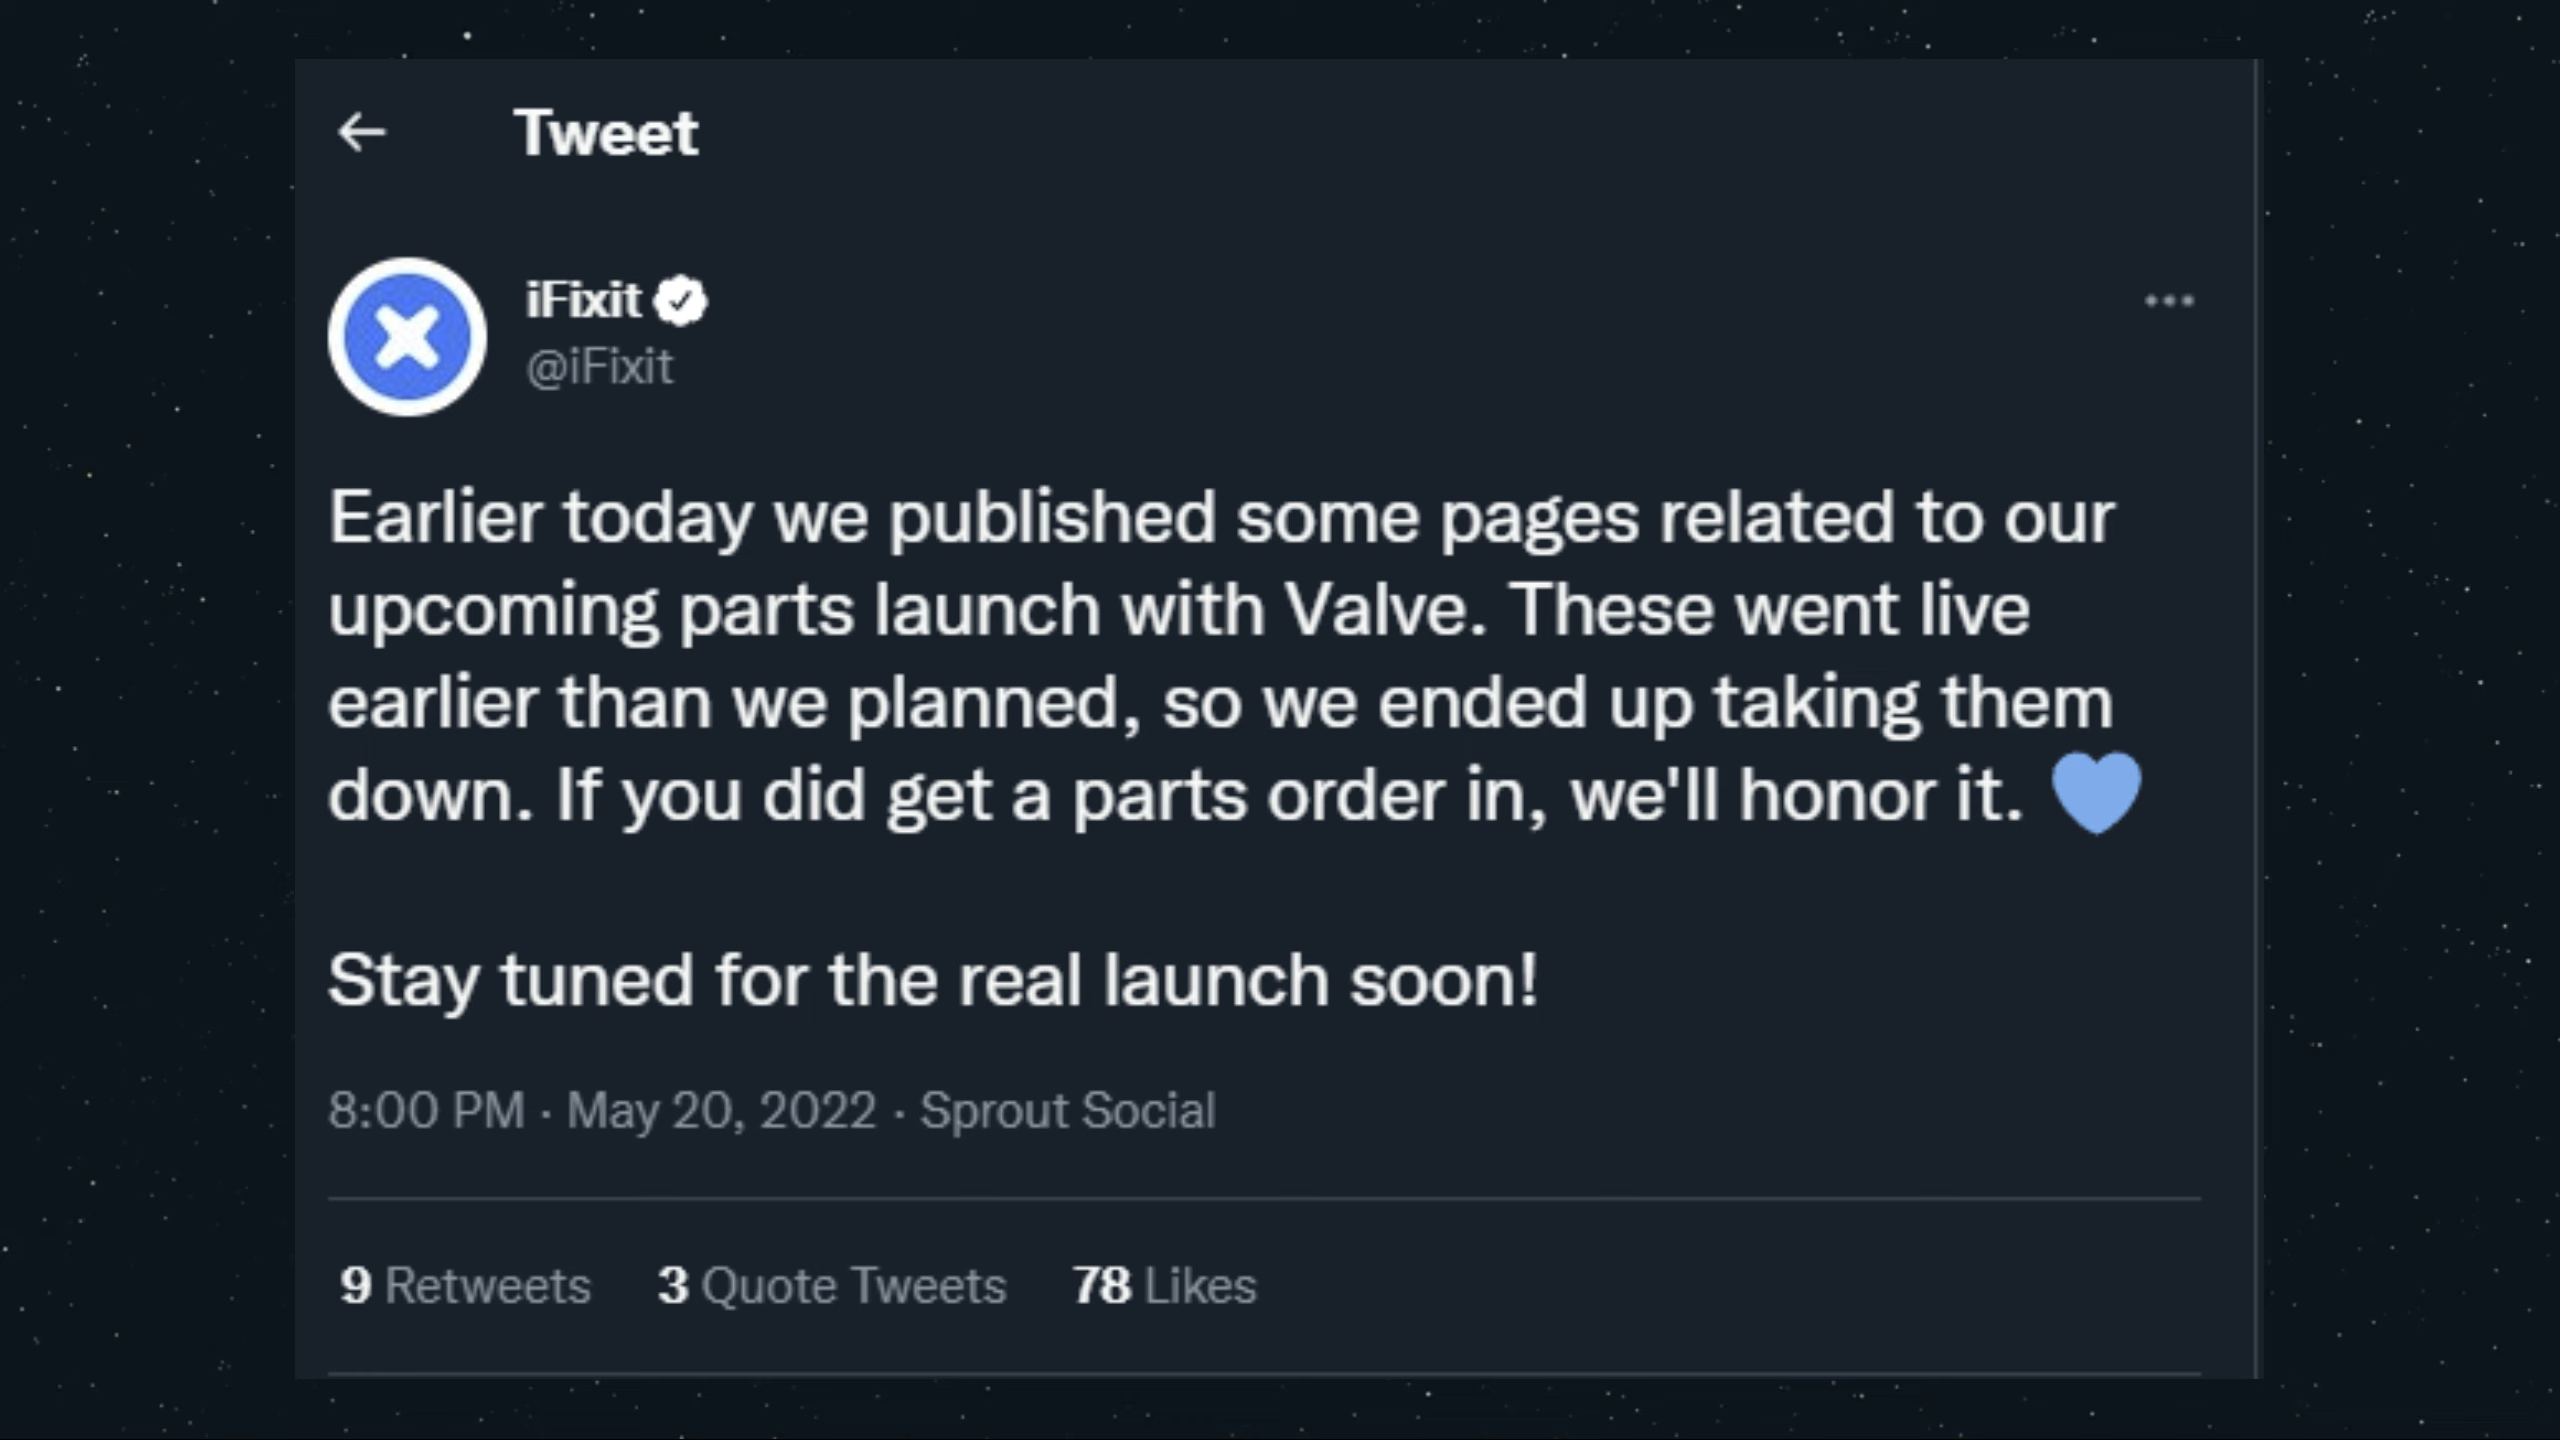 Tweet
iFixit
@iFixit
Earlier today we published some pages related to our
upcoming parts launch with Valve. These went live
earlier than we planned, so we ended up taking them
down. If you did get a parts order in, we'll honor it. 💙
Stay tuned for the real launch soon!
8:00 PM · May 20, 2022 · Sprout Social
9 Retweets 3 Quote Tweets 78 Likes